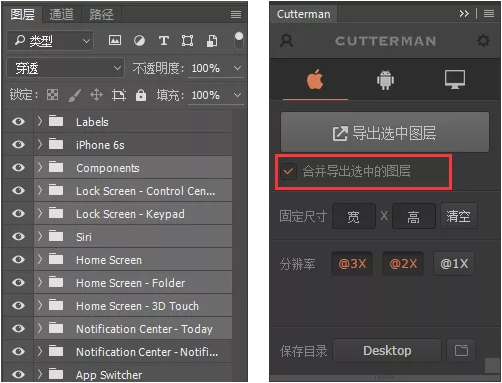 图层 通道 路径
类型
穿透 不透明度: 100%
锁定: 填充: 100%
Labels
iPhone 6s
Components
Lock Screen - Control Cen...
Lock Screen - Keypad
Siri
Home Screen
Home Screen - Folder
Home Screen - 3D Touch
Notification Center - Today
Notification Center - Notifi...
App Switcher
Cutterman
CUTTERMAN
导出选中图层
合并导出选中的图层
固定尺寸 宽 X 高 清空
分辨率 @3X @2X @1X
保存目录 Desktop